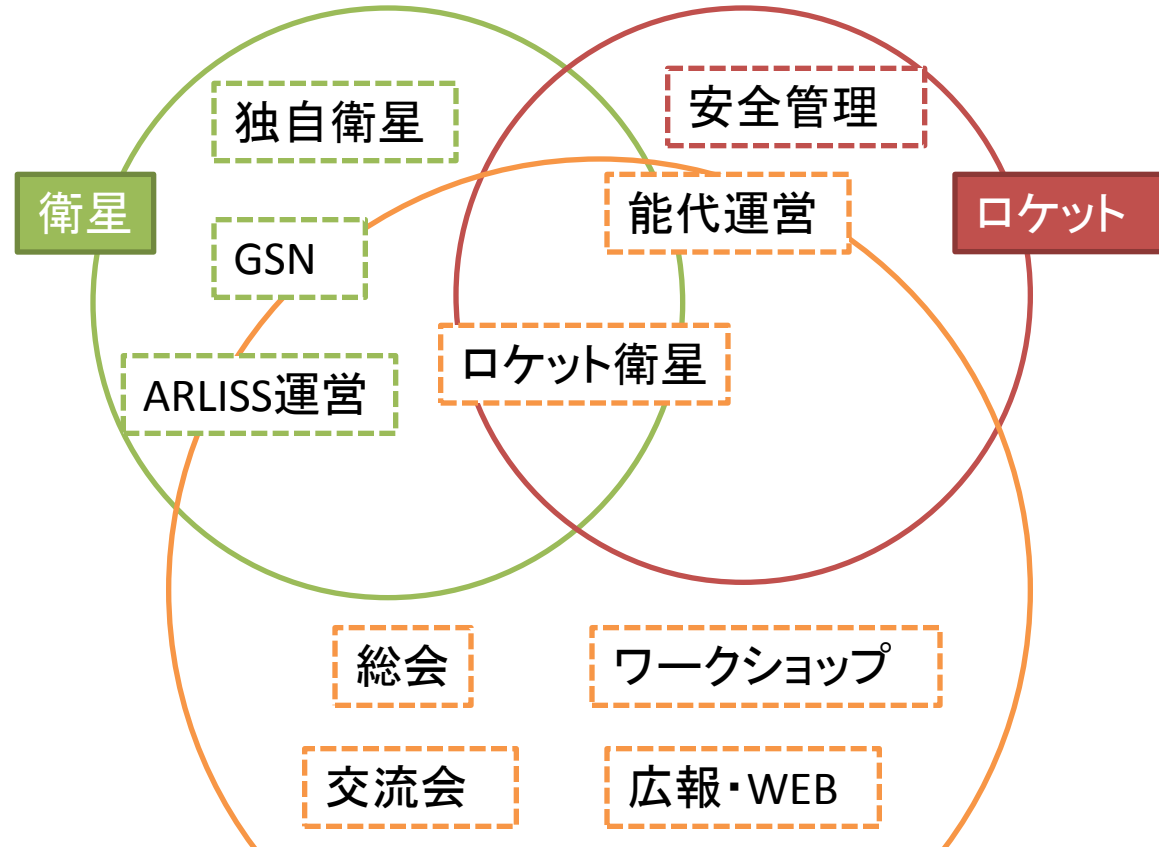 独自衛星
安全管理
衛星
能代運営
ロケット
GSN
ロケット衛星
ARLISS運営
総会
ワークショップ
交流会
広報・WEB